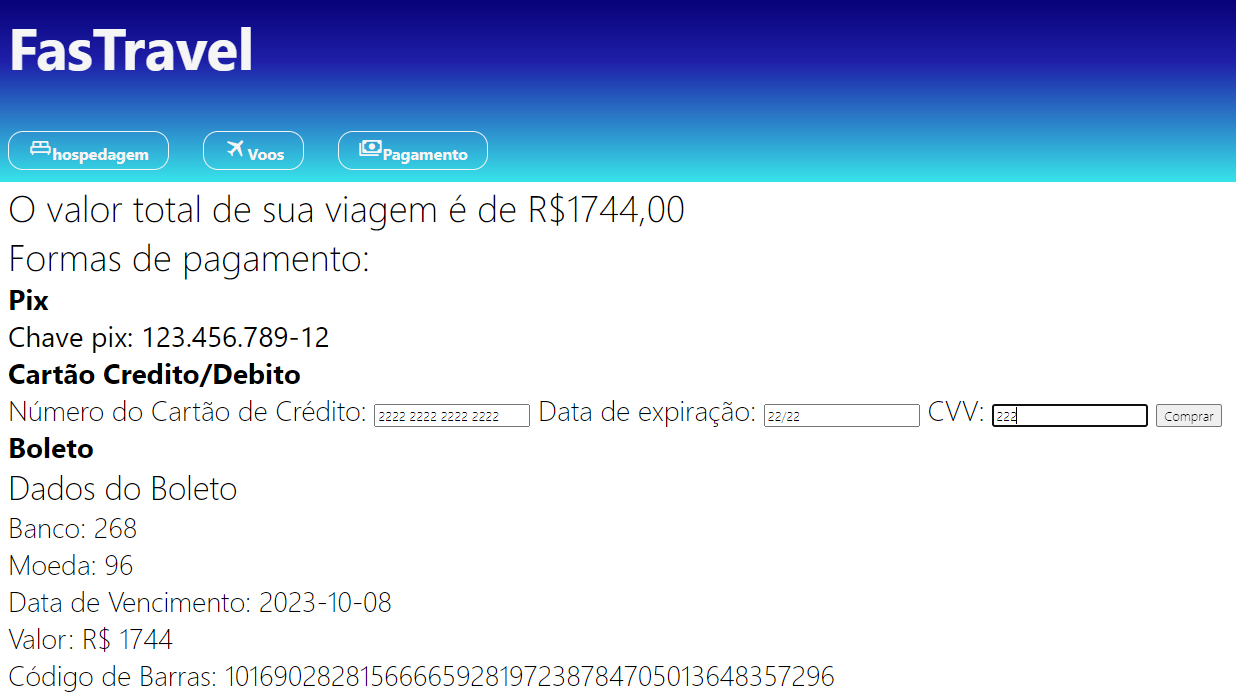 FasTravel
hospedagem Voos Pagamento
O valor total de sua viagem é de R$1744,00
Formas de pagamento:
Pix
Chave pix: 123.456.789-12
Cartão Credito/Debito
Número do Cartão de Crédito: 2222 2222 2222 2222 Data de expiração: 22/22 CVV: 222 Comprar
Boleto
Dados do Boleto
Banco: 268
Moeda: 96
Data de Vencimento: 2023-10-08
Valor: R$ 1744
Código de Barras: 10169028281566665928197238784705013648357296